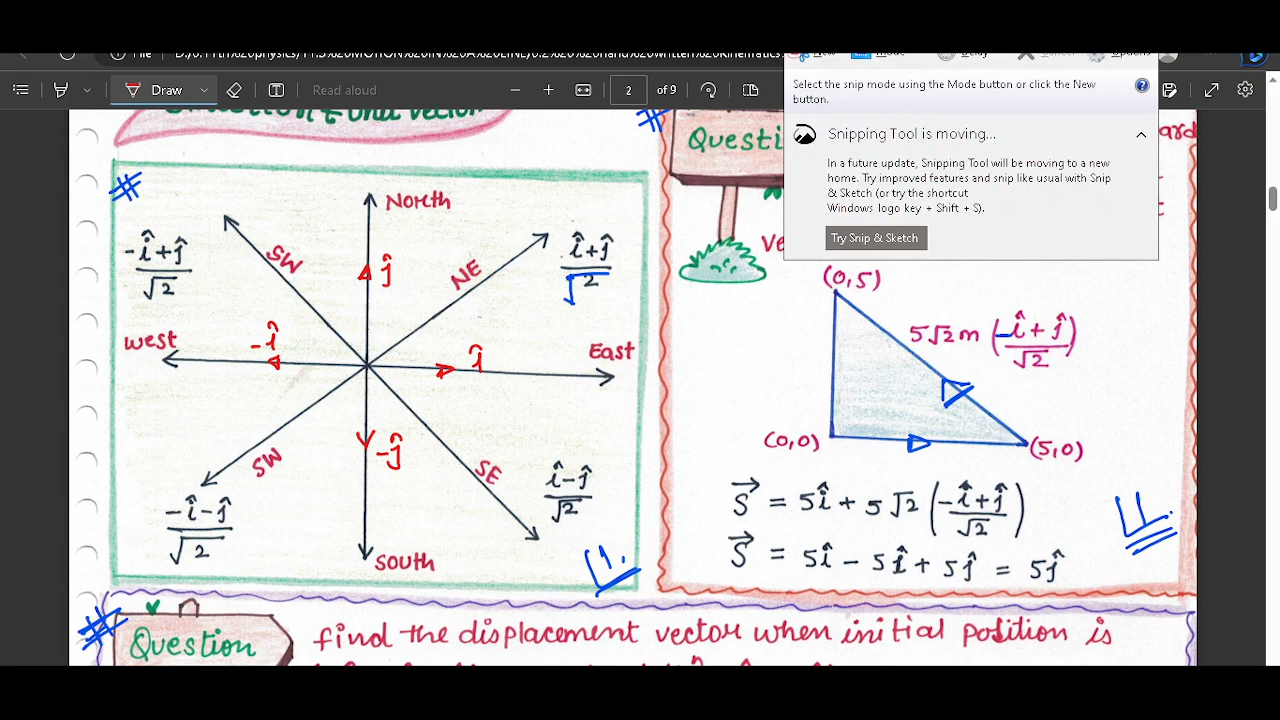 Draw
Read aloud
2
of 9
Select the snip mode using the Mode button or click the New
button.
Snipping Tool is moving...
In a future update, Snipping Tool will be moving to a new
home. Try improved features and snip like usual with Snip
& Sketch (or try the shortcut
Windows logo key + Shift + S).
Try Snip & Sketch
#
North
-î+ĵ
√2
SW
ĵ
NE
î+ĵ
√2
West
-î
î
East
SW
-ĵ
SE
-î-ĵ
√2
î-ĵ
√2
South
#
(0,5)
5√2m (-î+ĵ/√2)
(0,0)
(5,0)
S⃗ = 5î + 5√2 (-î+ĵ/√2)
S⃗ = 5î - 5î + 5ĵ = 5ĵ
#
Question
find the displacement vector when initial position is